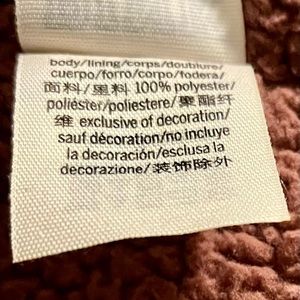 body/lining/corps/doublure/
cuerpo/forro/corpo/fodera/
面料/里料 100% polyester/
poliéster/poliestere/聚酯纤
维 exclusive of decoration/
sauf décoration/no incluye
la decoración/esclusa la
decorazione/装饰除外